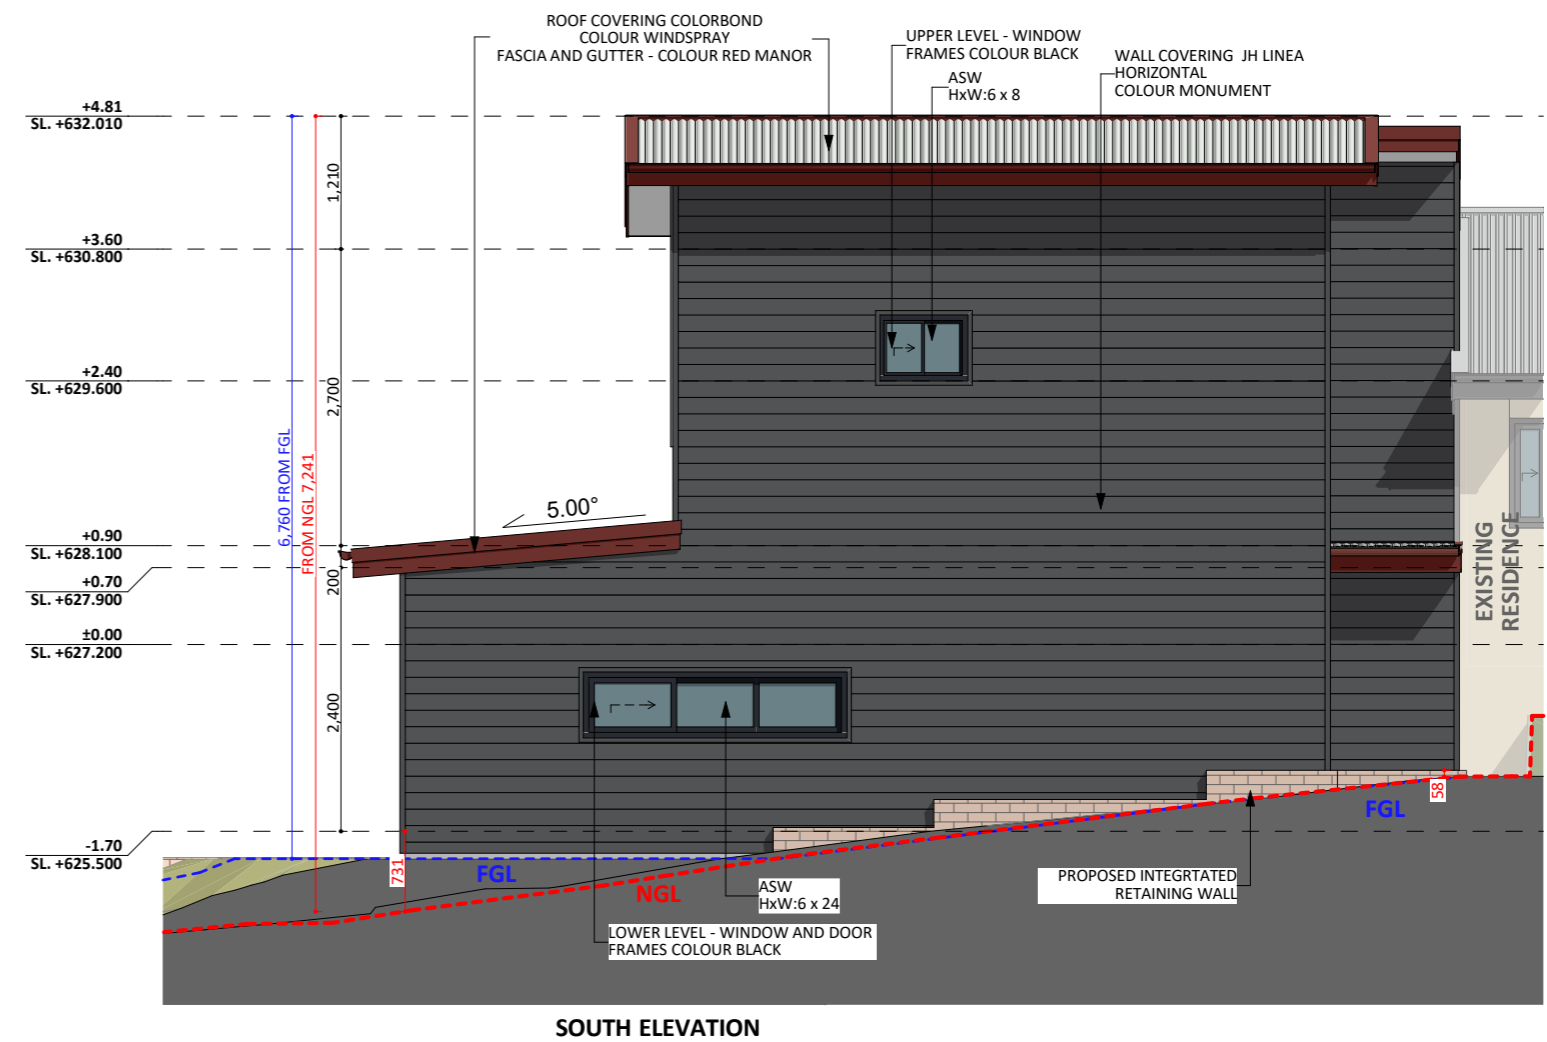 ROOF COVERING COLORBOND
COLOUR WINDSPRAY
FASCIA AND GUTTER - COLOUR RED MANOR
UPPER LEVEL - WINDOW
FRAMES COLOUR BLACK
ASW
HxW:6 x 8
WALL COVERING JH LINEA
HORIZONTAL
COLOUR MONUMENT
+4.81
SL. +632.010
1,210
+3.60
SL. +630.800
+2.40
SL. +629.600
2,700
6,760 FROM FGL
FROM NGL 7,241
5.00°
+0.90
SL. +628.100
+0.70
SL. +627.900
200
±0.00
SL. +627.200
EXISTING
RESIDENCE
2,400
-1.70
SL. +625.500
731
58
FGL
FGL
NGL
ASW
HxW:6 x 24
PROPOSED INTEGRTATED
RETAINING WALL
LOWER LEVEL - WINDOW AND DOOR
FRAMES COLOUR BLACK
SOUTH ELEVATION